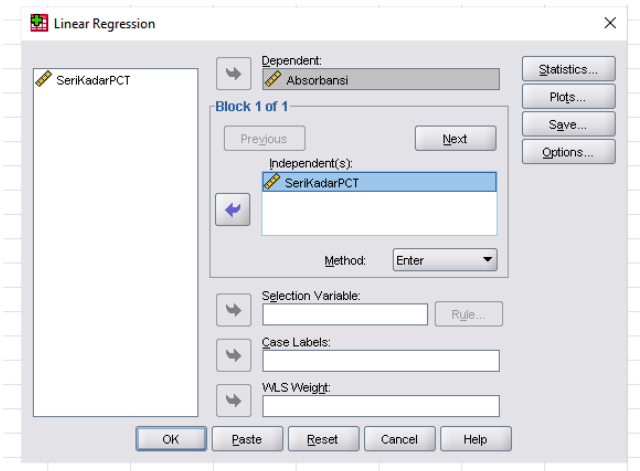 Linear Regression
SeriKadarPCT
Dependent:
Absorbansi
Block 1 of 1
Previous
Next
Independent(s):
SeriKadarPCT
Method:
Enter
Selection Variable:
Rule...
Case Labels:
WLS Weight:
Statistics...
Plots...
Save...
Options...
OK
Paste
Reset
Cancel
Help